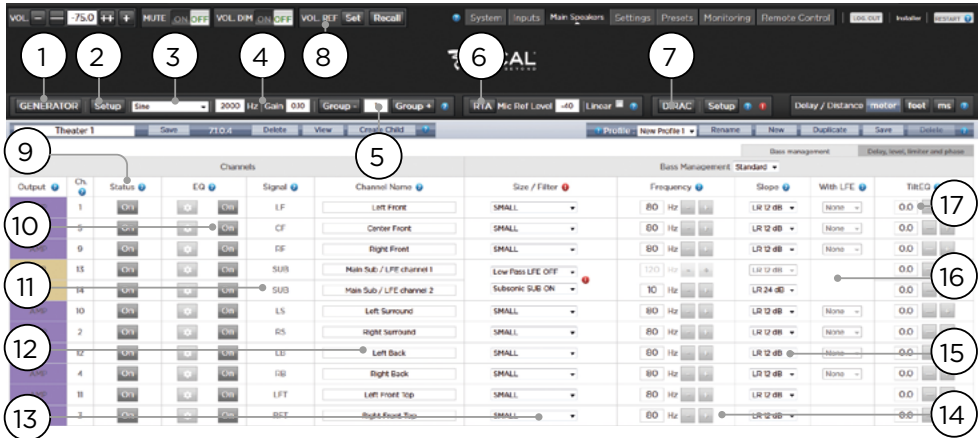 VOL. -75.0 MUTE ON OFF VOL. DIM ON OFF VOL. REF Set Recall System Inputs Main Speakers Settings Presets Monitoring Remote Control LOG OUT Installer RESTART
1 2 3 4 8 6 7
GENERATOR Setup Sine 2000 Hz Gain 0.10 Group - Group + RTA Mic Ref Level -40 Linear DIRAC Setup Delay / Distance meter feet ms
Theater 1 Save 7.1.0.4 Delete View Create Child Profile New Profile 1 Rename New Duplicate Save Delete
5
9 Bass management Delay, level, limiter and phase
Channels Bass Management Standard
Output Ch. Status EQ Signal Channel Name Size / Filter Frequency Slope With LFE TiltEQ
1 On On LF Left Front SMALL 80 Hz LR 12 dB None 0.0 17
10 5 On On CF Center Front SMALL 80 Hz LR 12 dB None
9 On On RF Right Front SMALL 80 Hz LR 12 dB None 0.0
13 On On SUB Main Sub / LFE channel 1 Low Pass LFE OFF 120 Hz LR 12 dB 0.0
11 14 On On SUB Main Sub / LFE channel 2 Subsonic SUB ON 10 Hz LR 24 dB 0.0 16
10 On On LS Left Surround SMALL 80 Hz LR 12 dB None 0.0
2 On On RS Right Surround SMALL 80 Hz LR 12 dB None 0.0
12 AMP 12 On On LB Left Back SMALL 80 Hz LR 12 dB None 0.0 15
AMP 4 On On RB Right Back SMALL 80 Hz LR 12 dB None 0.0
AMP 11 On On LFT Left Front Top SMALL 80 Hz LR 12 dB 0.0
13 3 On On RFT Right Front Top SMALL 80 Hz LR 12 dB 0.0 14